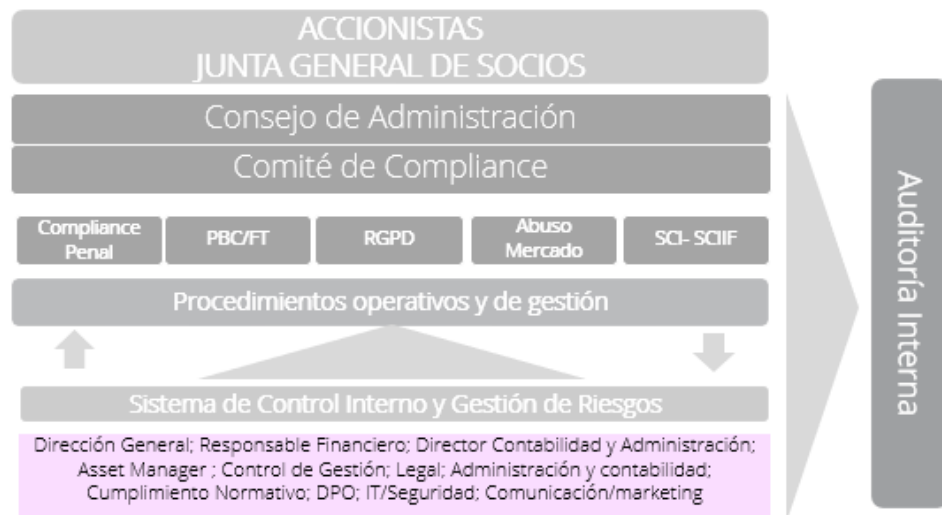 ACCIONISTAS
JUNTA GENERAL DE SOCIOS
Consejo de Administración
Comité de Compliance
Compliance
Penal
PBC/FT
RGPD
Abuso
Mercado
SCI- SCIIF
Procedimientos operativos y de gestión
Sistema de Control Interno y Gestión de Riesgos
Dirección General; Responsable Financiero; Director Contabilidad y Administración;
Asset Manager ; Control de Gestión; Legal; Administración y contabilidad;
Cumplimiento Normativo; DPO; IT/Seguridad; Comunicación/marketing
Auditoría Interna